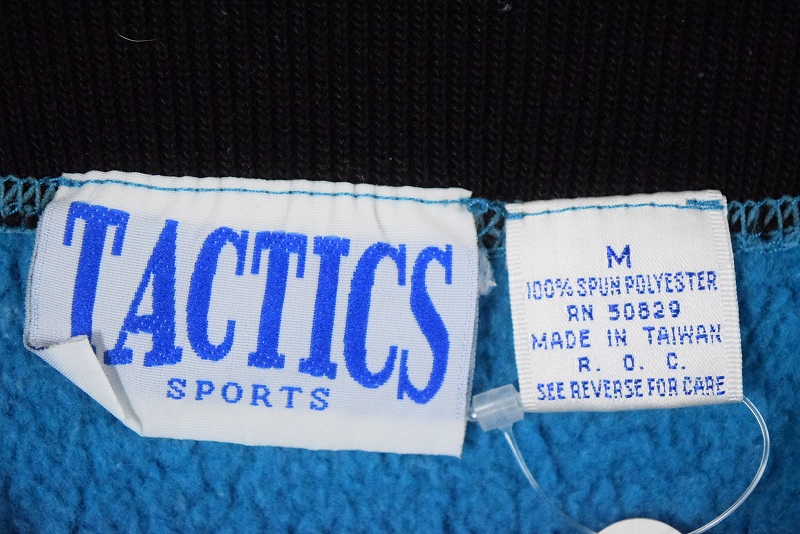 TACTICS
SPORTS
M
100% SPUN POLYESTER
RN 50829
MADE IN TAIWAN
R. O. C.
SEE REVERSE FOR CARE